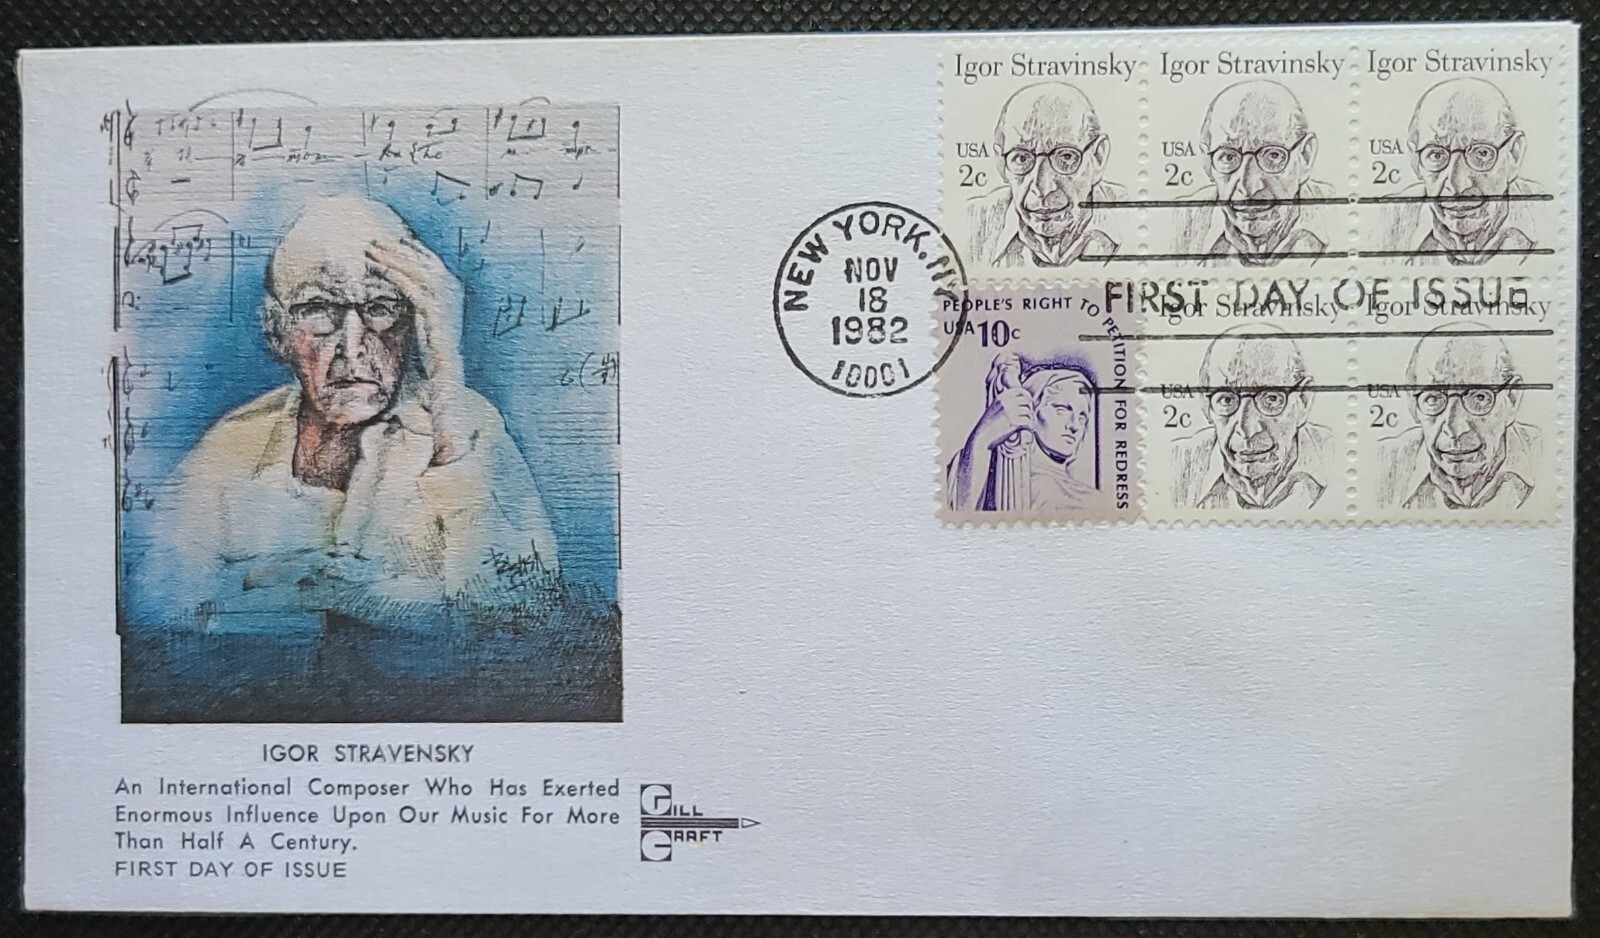 Igor Stravinsky
USA
2c
Igor Stravinsky
USA
2c
Igor Stravinsky
USA
2c
NEW YORK, NY
NOV
18
1982
10001
FIRST DAY OF ISSUE
PEOPLE'S RIGHT TO PETITION FOR REDRESS
USA 10c
Igor Stravinsky
USA
2c
Igor Stravinsky
USA
2c
IGOR STRAVENSKY
An International Composer Who Has Exerted
Enormous Influence Upon Our Music For More
Than Half A Century.
FIRST DAY OF ISSUE
GILL
CRAFT